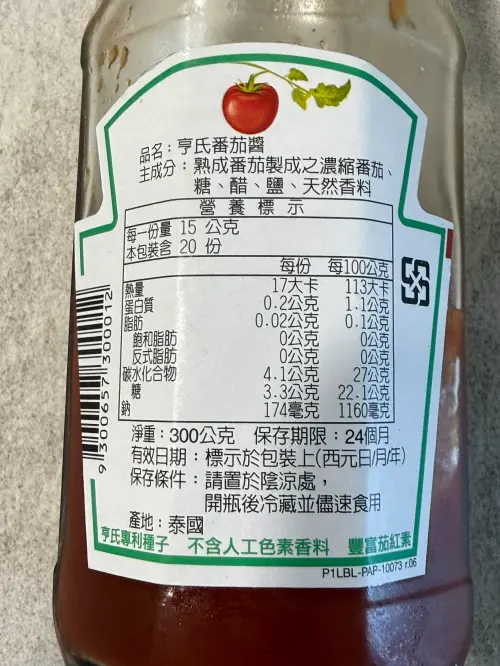 品名：亨氏番茄醬
主成分：熟成番茄製成之濃縮番茄、
糖、醋、鹽、天然香料
營養標示
每一份量 15 公克
本包裝含 20 份
每份 每100公克
熱量 17大卡 113大卡
蛋白質 0.2公克 1.1公克
脂肪 0.02公克 0.1公克
飽和脂肪 0公克 0公克
反式脂肪 0公克 0公克
碳水化合物 4.1公克 27公克
糖 3.3公克 22.1公克
鈉 174毫克 1160毫克
淨重：300公克 保存期限：24個月
有效日期：標示於包裝上(西元日/月/年)
保存條件：請置於陰涼處，
開瓶後冷藏並儘速食用
產地：泰國
亨氏專利種子 不含人工色素香料 豐富茄紅素
P1LBL-PAP-10073 r.06
9 300657 300012